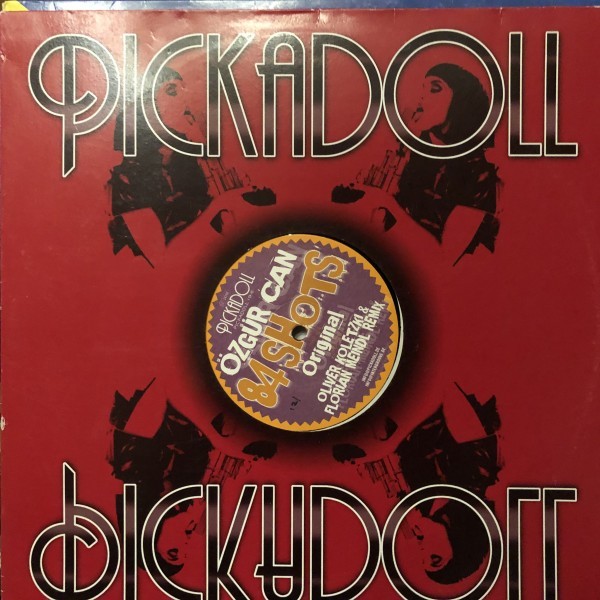 PICKADOLL
PICKADOLL
ÖZGÜR CAN
84 SHOTS
Original
OLIVER KOLETZKI &
FLORIAN MEINDL REMIX
PICKADOLL